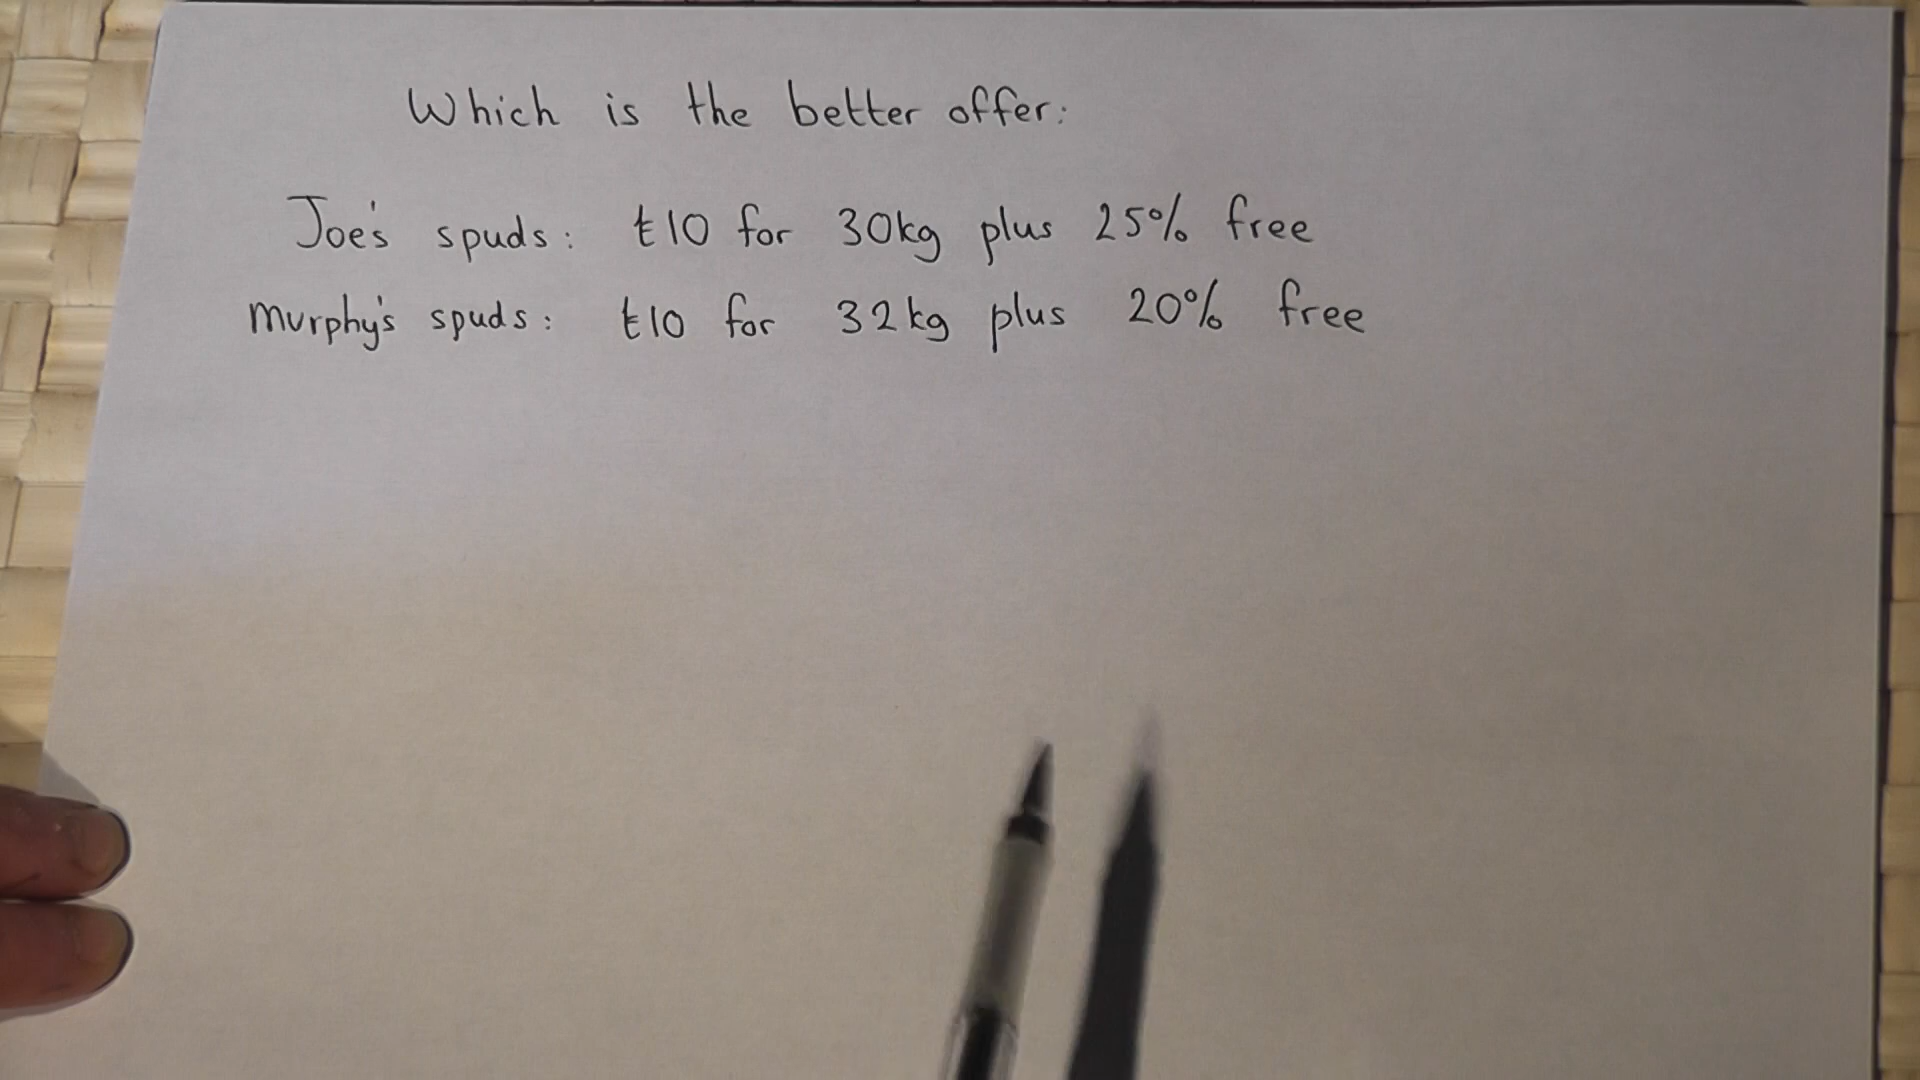 Which is the better offer:
Joe's spuds: €10 for 30kg plus 25% free
Murphy's spuds: €10 for 32kg plus 20% free